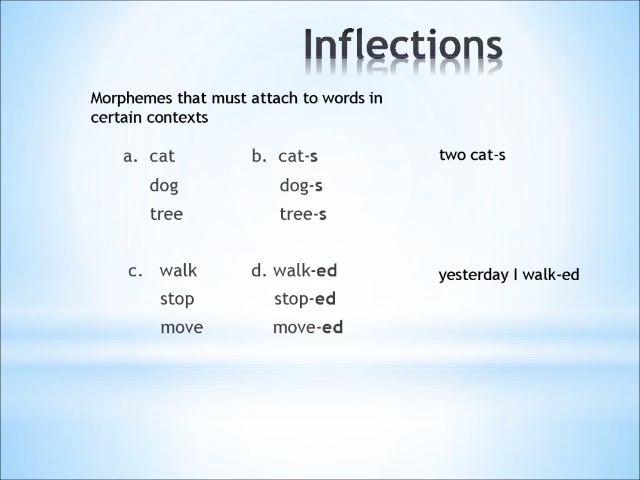 Inflections
Morphemes that must attach to words in
certain contexts
a. cat b. cat-s two cat-s
dog dog-s
tree tree-s
c. walk d. walk-ed yesterday I walk-ed
stop stop-ed
move move-ed